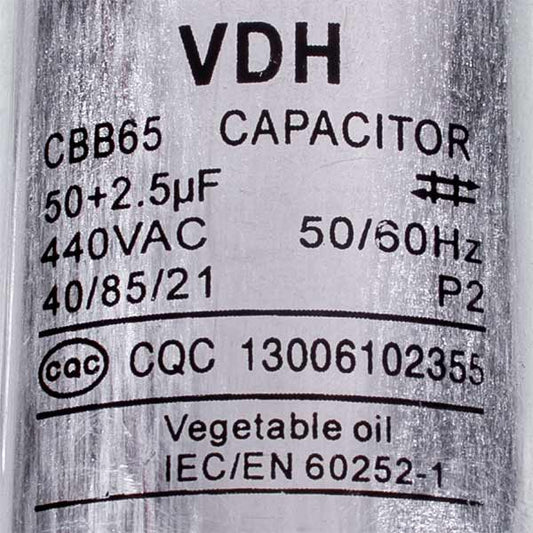 VDH
CBB65 CAPACITOR
50+2.5µF
440VAC 50/60Hz
40/85/21 P2
cqc CQC 13006102355
Vegetable oil
IEC/EN 60252-1